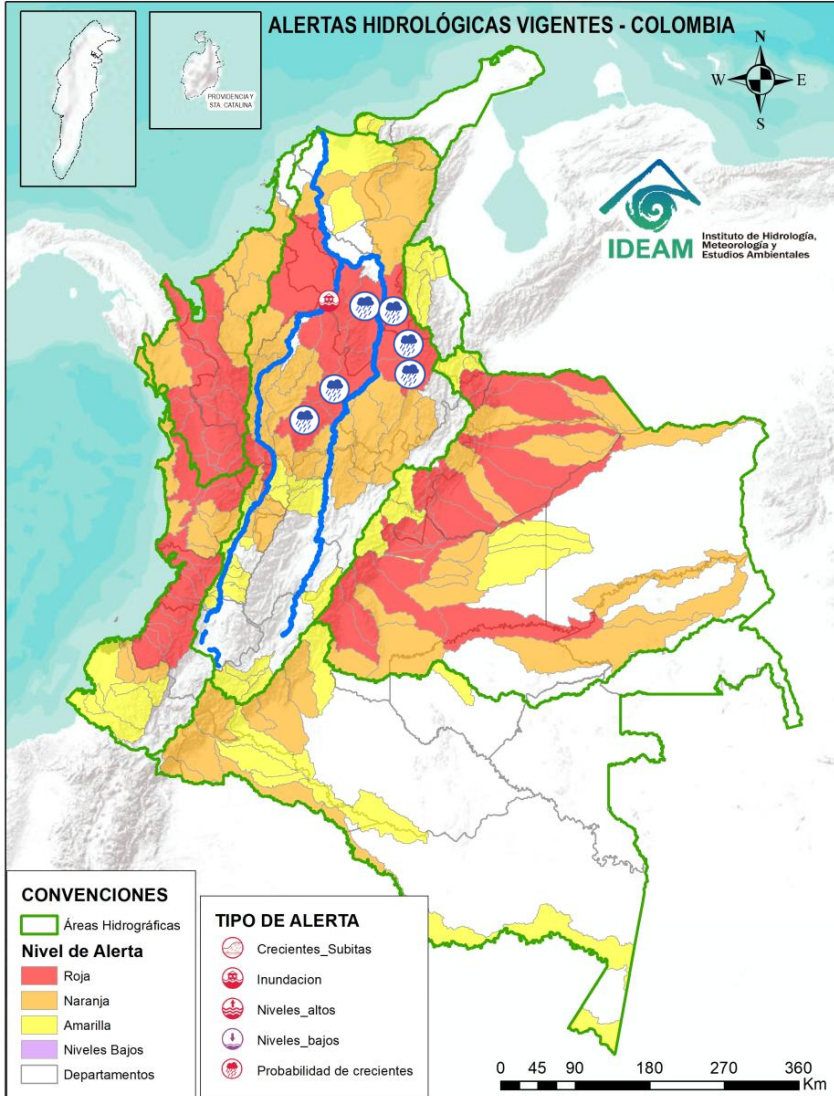 ALERTAS HIDROLÓGICAS VIGENTES - COLOMBIA
PROVIDENCIA Y
STA. CATALINA
N
W
E
S
IDEAM
Instituto de Hidrología,
Meteorología y
Estudios Ambientales
CONVENCIONES
Áreas Hidrográficas
Nivel de Alerta
Roja
Naranja
Amarilla
Niveles Bajos
Departamentos
TIPO DE ALERTA
Crecientes_Subitas
Inundacion
Niveles_altos
Niveles_bajos
Probabilidad de crecientes
0 45 90 180 270 360
Km